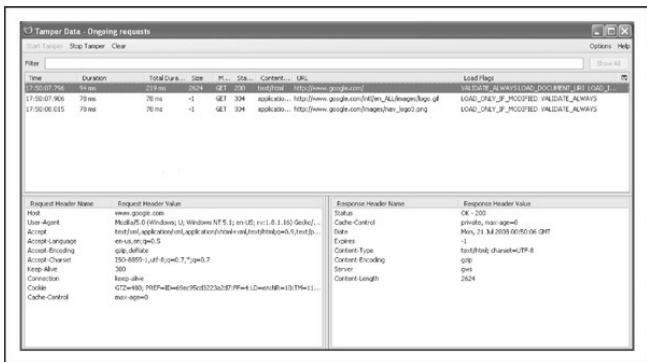 Tamper Data - Ongoing requests
Start Tamper Stop Tamper Clear Options Help
Filter Show All
Time Duration Total Dura... Size M... Sta... Content... URL Load Flags
17:50:07.796 94 ms 219 ms 2624 GET 200 text/html http://www.google.com/ VALIDATE_ALWAYS LOAD_DOCUMENT_URI LOAD_I...
17:50:07.906 78 ms 78 ms -1 GET 304 applicatio... http://www.google.com/intl/en_ALL/images/logo.gif LOAD_ONLY_IF_MODIFIED VALIDATE_ALWAYS
17:50:08.015 78 ms 78 ms -1 GET 304 applicatio... http://www.google.com/images/nav_logo3.png LOAD_ONLY_IF_MODIFIED VALIDATE_ALWAYS
Request Header Name Request Header Value Response Header Name Response Header Value
Host www.google.com Status OK - 200
User-Agent Mozilla/5.0 (Windows; U; Windows NT 5.1; en-US; rv:1.8.1.16) Gecko/... Cache-Control private, max-age=0
Accept text/xml,application/xml,application/xhtml+xml,text/html;q=0.9,text/p... Date Mon, 21 Jul 2008 00:50:06 GMT
Accept-Language en-us,en;q=0.5 Expires -1
Accept-Encoding gzip,deflate Content-Type text/html; charset=UTF-8
Accept-Charset ISO-8859-1,utf-8;q=0.7,*;q=0.7 Content-Encoding gzip
Keep-Alive 300 Server gws
Connection keep-alive Content-Length 2624
Cookie
Cache-Control max-age=0